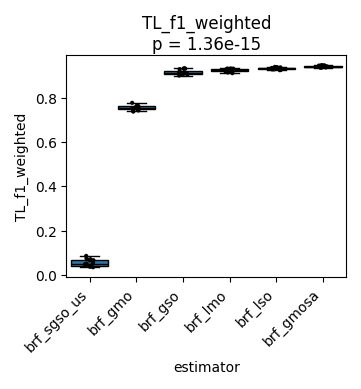 TL_f1_weighted
p = 1.36e-15
TL_f1_weighted
0.8
0.6
0.4
0.2
0.0
brf_sgso_us
brf_gmo
brf_gso
brf_lmo
brf_lso
brf_gmosa
estimator